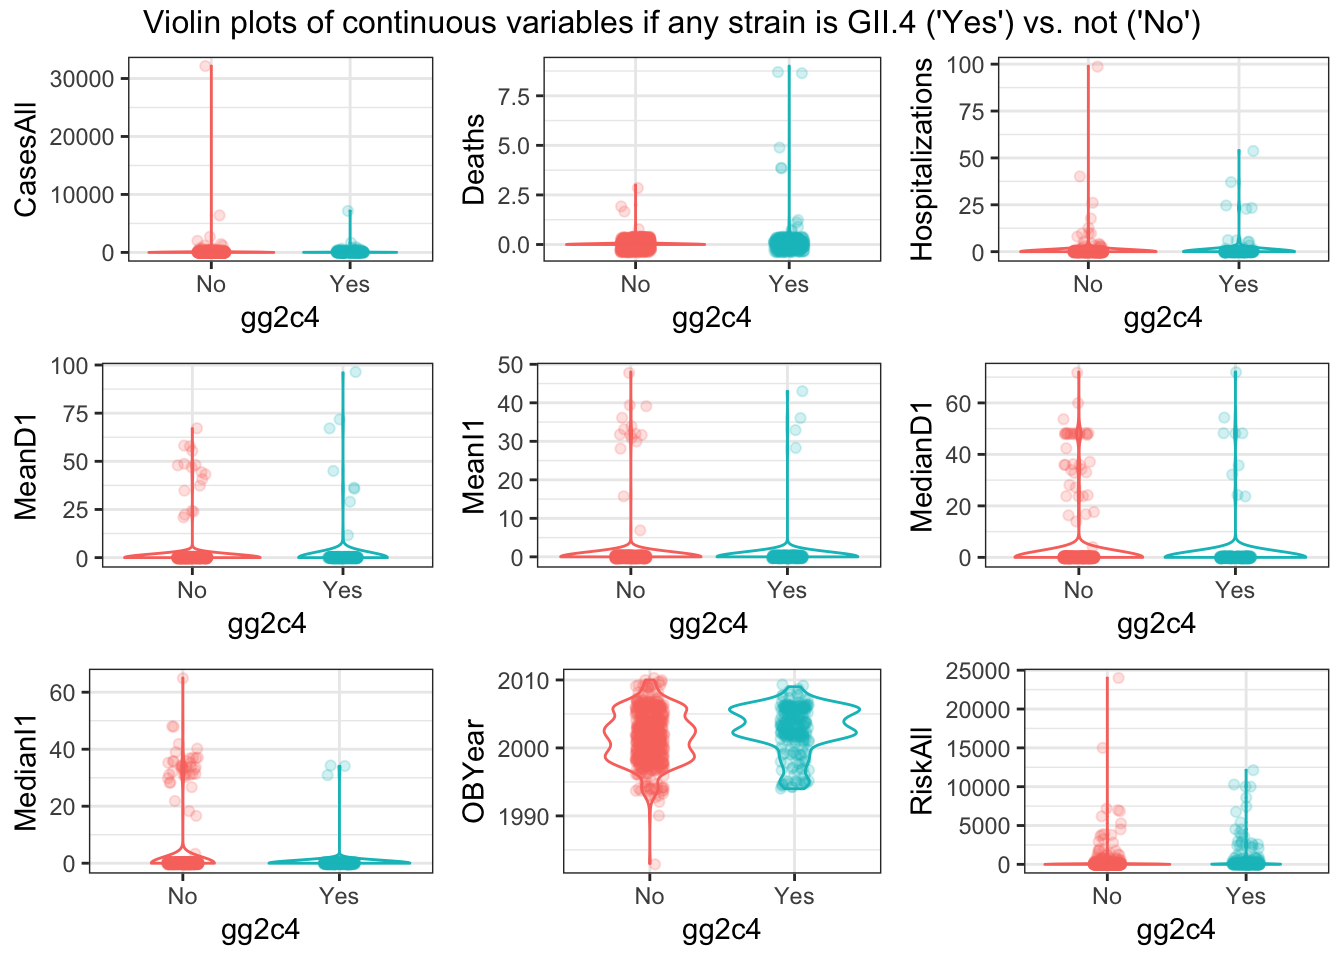 Violin plots of continuous variables if any strain is GII.4 ('Yes') vs. not ('No')
CasesAll
30000
20000
10000
0
No Yes
gg2c4
Deaths
7.5
5.0
2.5
0.0
No Yes
gg2c4
Hospitalizations
100
75
50
25
0
No Yes
gg2c4
MeanD1
100
75
50
25
0
No Yes
gg2c4
MeanI1
50
40
30
20
10
0
No Yes
gg2c4
MedianD1
60
40
20
0
No Yes
gg2c4
MedianI1
60
40
20
0
No Yes
gg2c4
OBYear
2010
2000
1990
No Yes
gg2c4
RiskAll
25000
20000
15000
10000
5000
0
No Yes
gg2c4